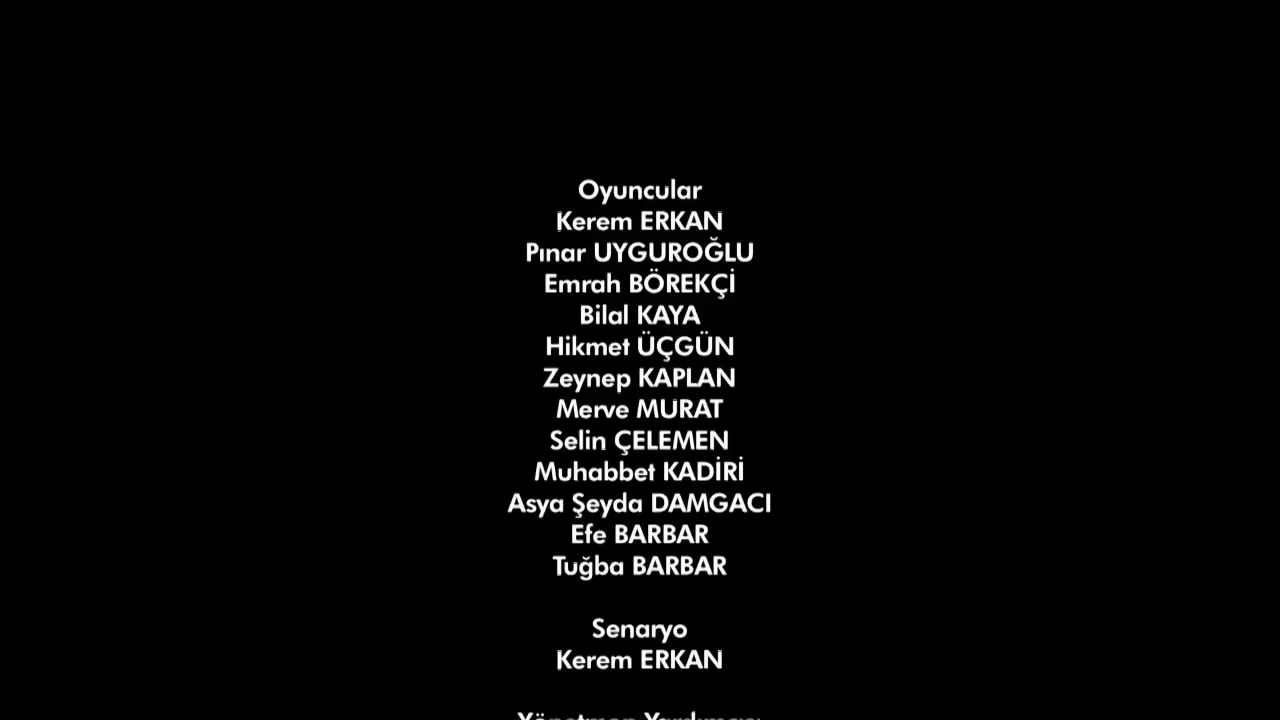 Oyuncular
Kerem ERKAN
Pınar UYGUROĞLU
Emrah BÖREKÇİ
Bilal KAYA
Hikmet ÜÇGÜN
Zeynep KAPLAN
Merve MURAT
Selin ÇELEMEN
Muhabbet KADİRİ
Asya Şeyda DAMGACI
Efe BARBAR
Tuğba BARBAR
Senaryo
Kerem ERKAN